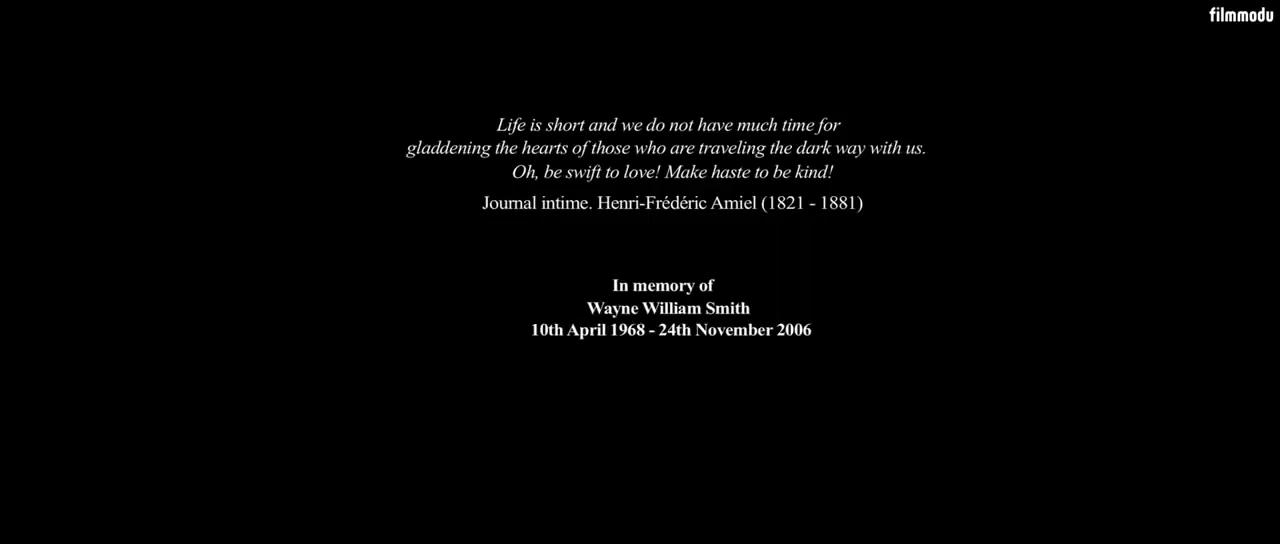 filmmodu
Life is short and we do not have much time for
gladdening the hearts of those who are traveling the dark way with us.
Oh, be swift to love! Make haste to be kind!
Journal intime. Henri-Frédéric Amiel (1821 - 1881)
In memory of
Wayne William Smith
10th April 1968 - 24th November 2006